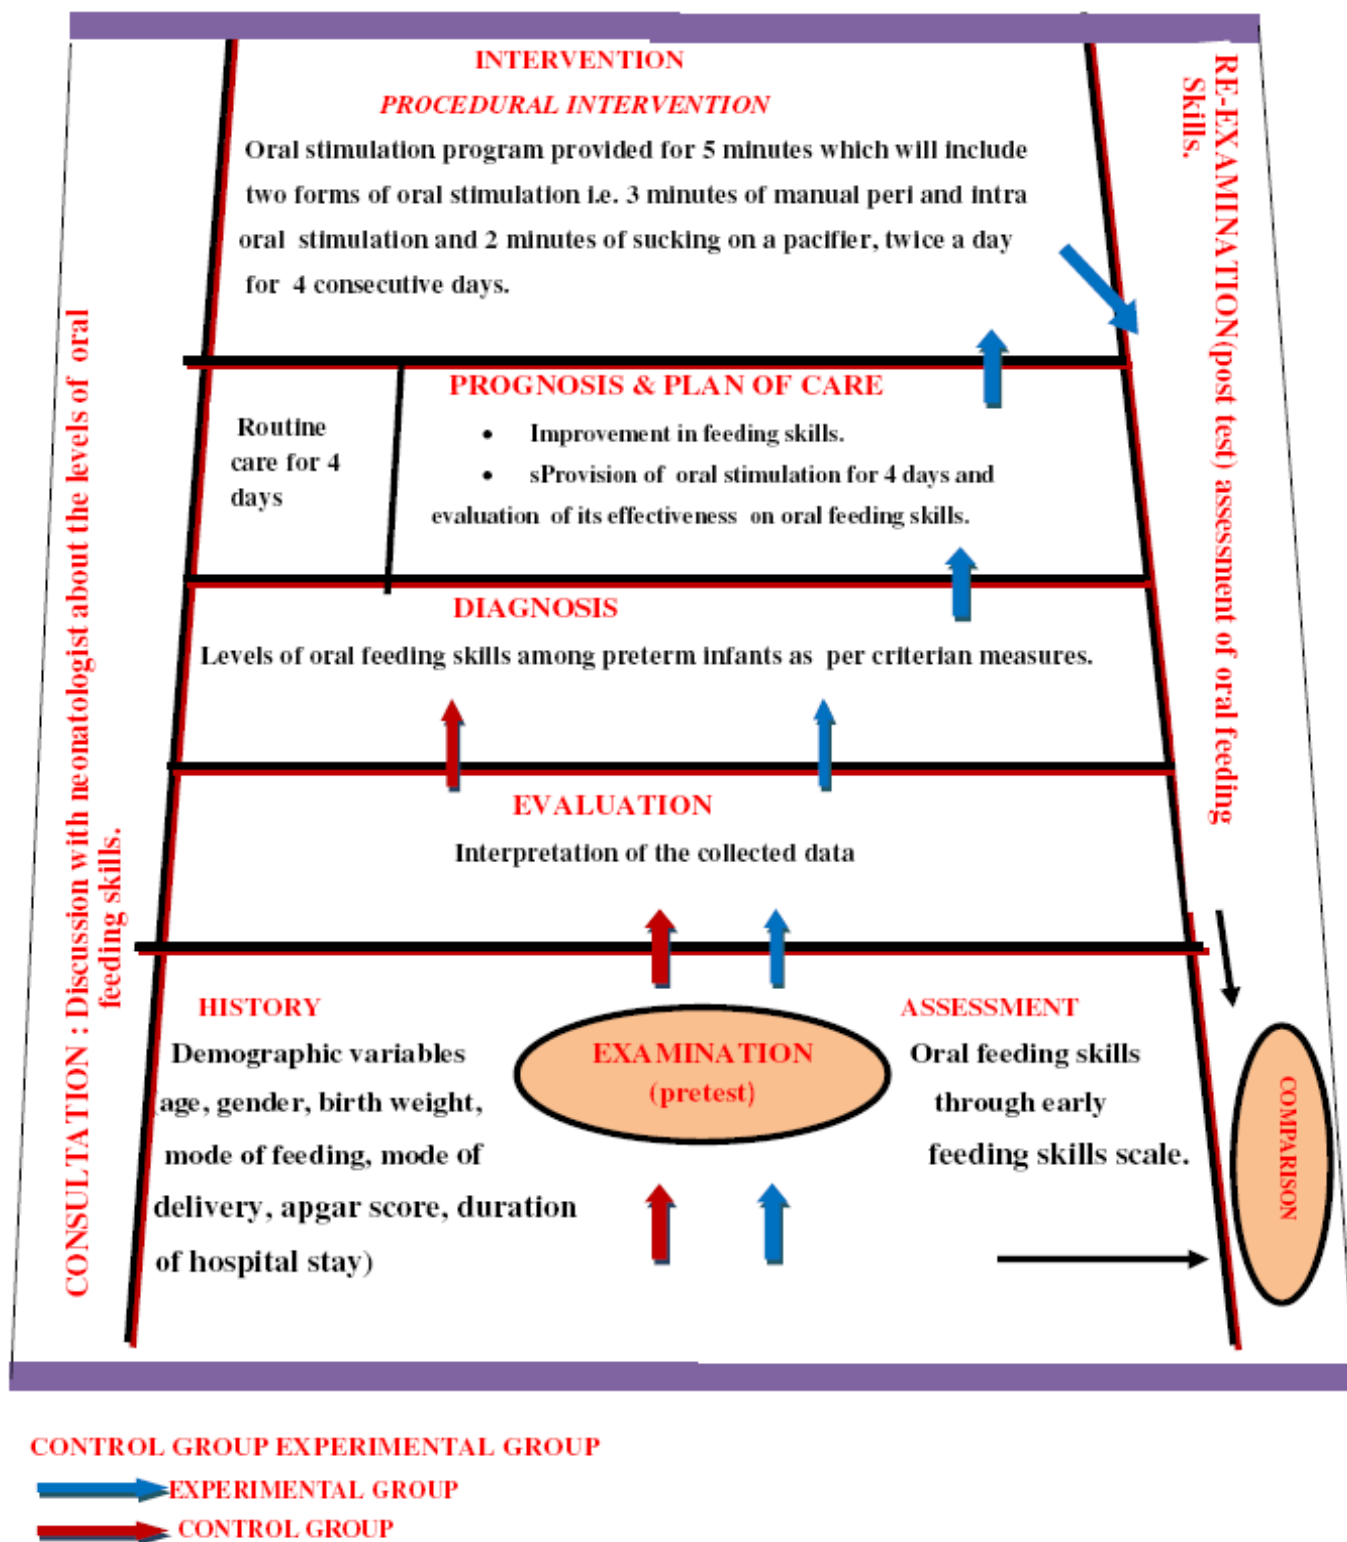 INTERVENTION
PROCEDURAL INTERVENTION
Oral stimulation program provided for 5 minutes which will include
two forms of oral stimulation i.e. 3 minutes of manual peri and intra
oral stimulation and 2 minutes of sucking on a pacifier, twice a day
for 4 consecutive days.
Routine
care for 4
days
PROGNOSIS & PLAN OF CARE
• Improvement in feeding skills.
• sProvision of oral stimulation for 4 days and
evaluation of its effectiveness on oral feeding skills.
DIAGNOSIS
Levels of oral feeding skills among preterm infants as per criterian measures.
EVALUATION
Interpretation of the collected data
HISTORY
Demographic variables
(age, gender, birth weight,
mode of feeding, mode of
delivery, apgar score, duration
of hospital stay)
EXAMINATION
(pretest)
ASSESSMENT
Oral feeding skills
through early
feeding skills scale.
CONSULTATION : Discussion with neonatologist about the levels of oral
feeding skills.
RE-EXAMINATION(post test) assessment of oral feeding
Skills.
COMPARISON
CONTROL GROUP EXPERIMENTAL GROUP
EXPERIMENTAL GROUP
CONTROL GROUP